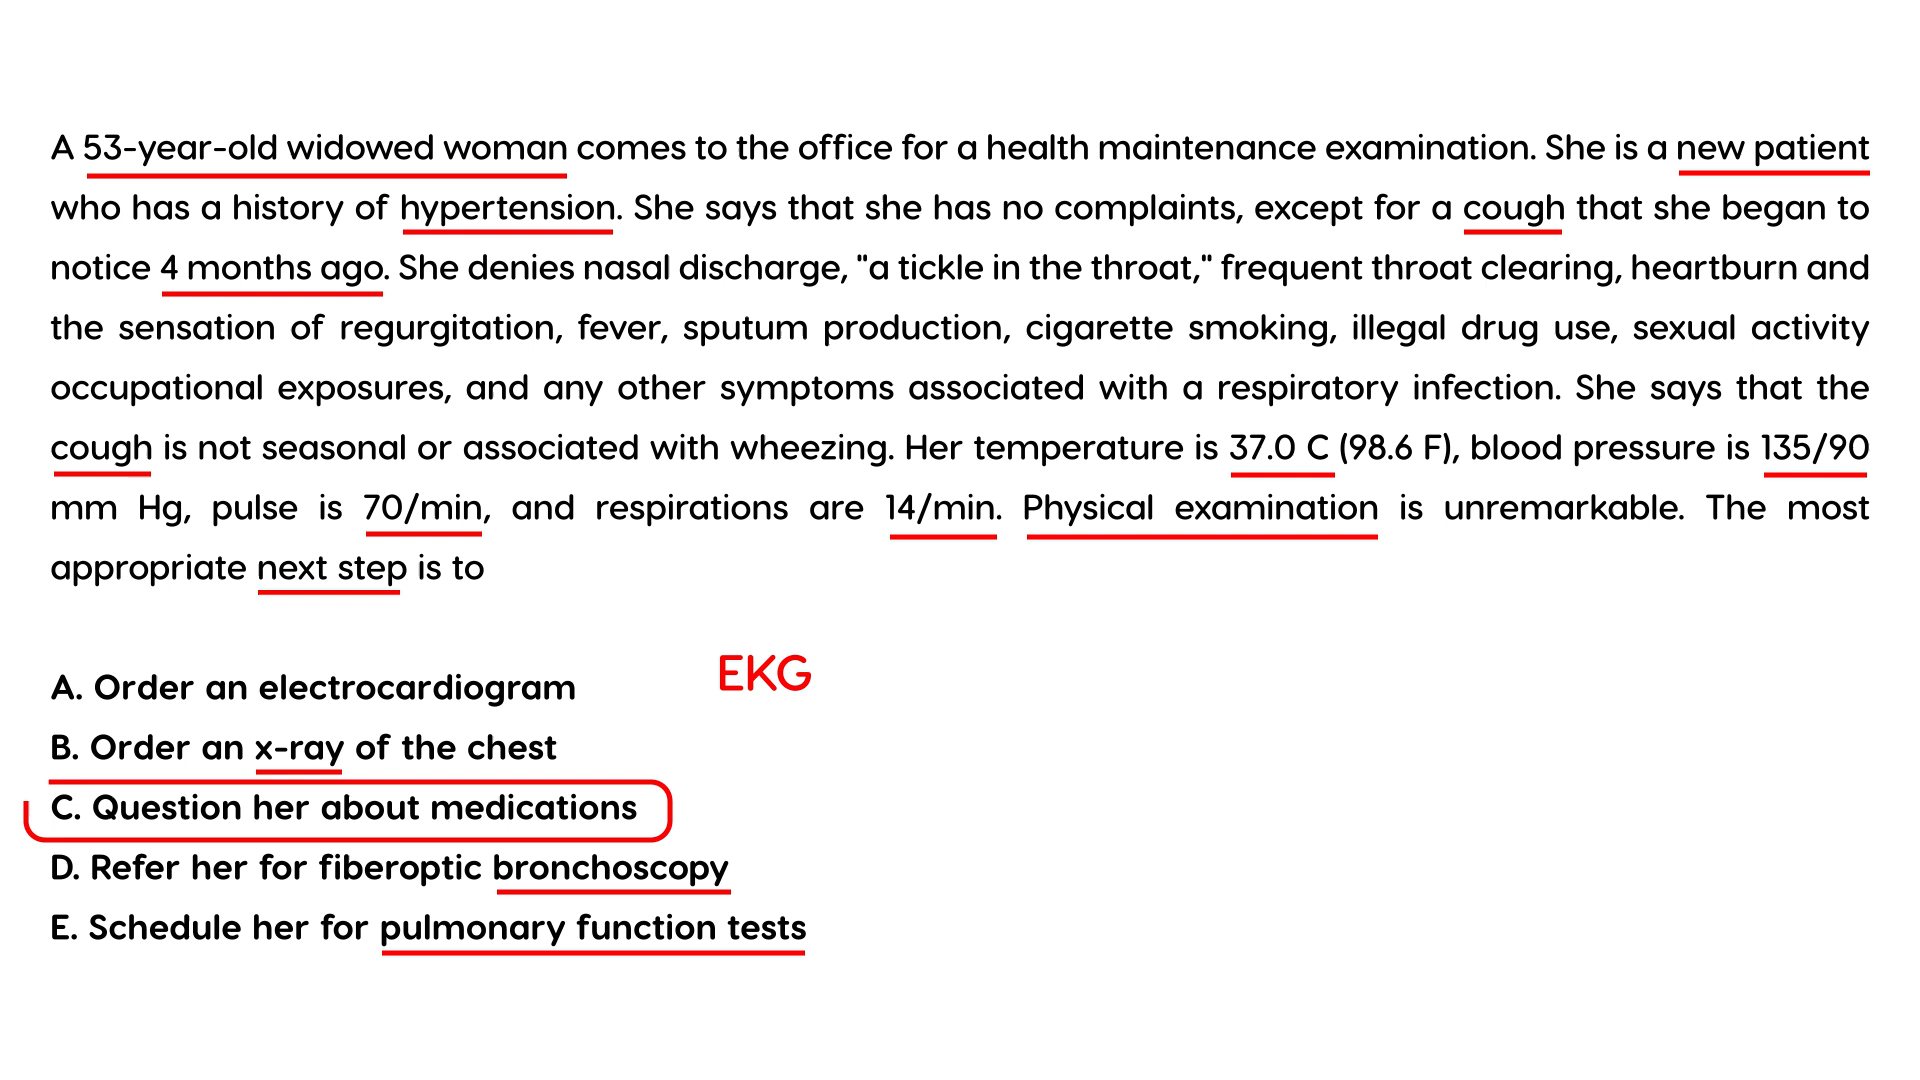 A 53-year-old widowed woman comes to the office for a health maintenance examination. She is a new patient
who has a history of hypertension. She says that she has no complaints, except for a cough that she began to
notice 4 months ago. She denies nasal discharge, "a tickle in the throat," frequent throat clearing, heartburn and
the sensation of regurgitation, fever, sputum production, cigarette smoking, illegal drug use, sexual activity
occupational exposures, and any other symptoms associated with a respiratory infection. She says that the
cough is not seasonal or associated with wheezing. Her temperature is 37.0 C (98.6 F), blood pressure is 135/90
mm Hg, pulse is 70/min, and respirations are 14/min. Physical examination is unremarkable. The most
appropriate next step is to
EKG
A. Order an electrocardiogram
B. Order an x-ray of the chest
C. Question her about medications
D. Refer her for fiberoptic bronchoscopy
E. Schedule her for pulmonary function tests